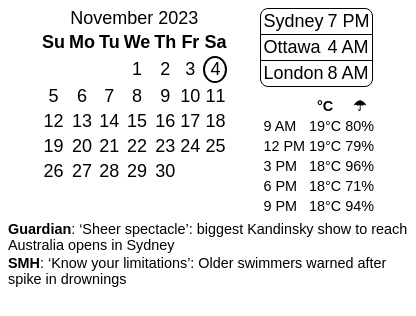 November 2023
Su Mo Tu We Th Fr Sa
1 2 3 4
5 6 7 8 9 10 11
12 13 14 15 16 17 18
19 20 21 22 23 24 25
26 27 28 29 30
Sydney 7 PM
Ottawa 4 AM
London 8 AM
°C ☂
9 AM 19°C 80%
12 PM 19°C 79%
3 PM 18°C 96%
6 PM 18°C 71%
9 PM 18°C 94%
Guardian: ‘Sheer spectacle’: biggest Kandinsky show to reach
Australia opens in Sydney
SMH: ‘Know your limitations’: Older swimmers warned after
spike in drownings